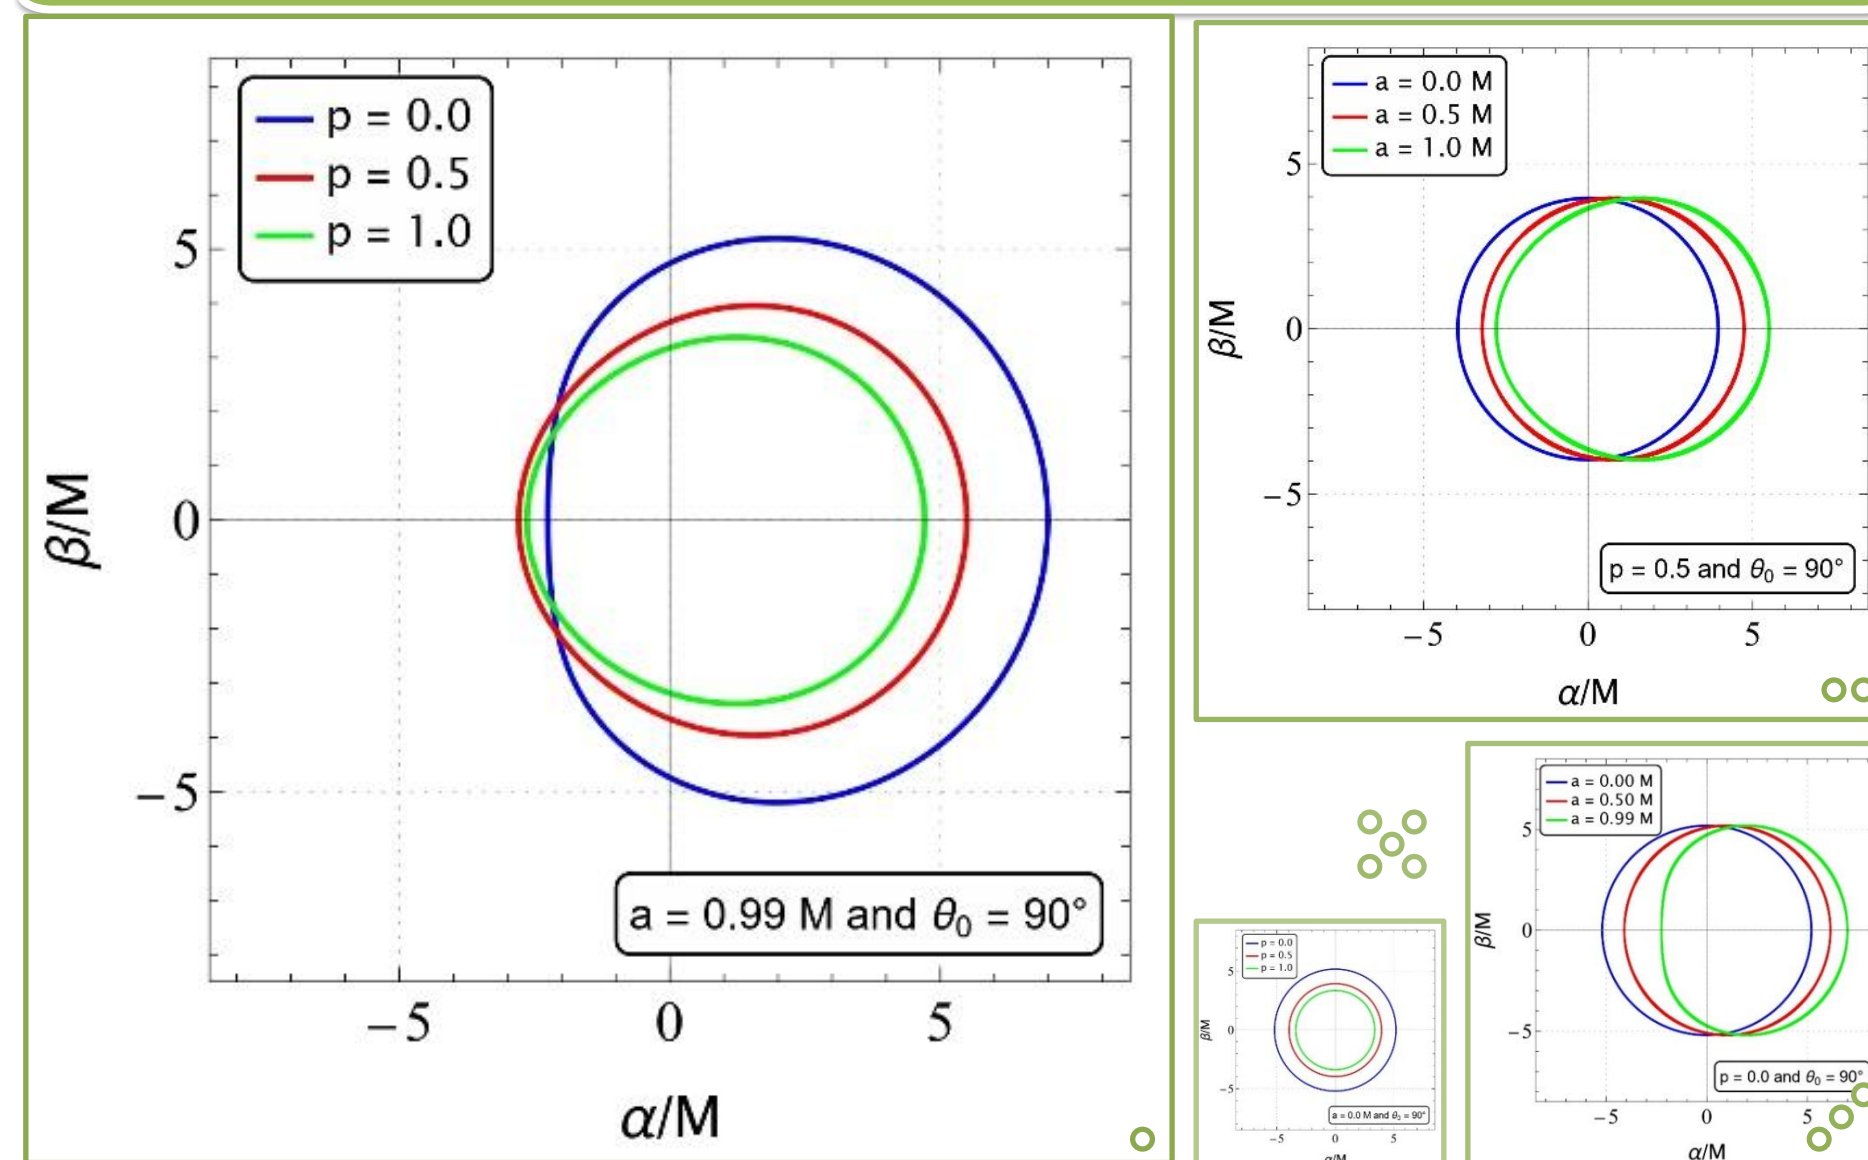 p = 0.0
p = 0.5
p = 1.0
5
0
−5
β/M
a = 0.99 M and θ₀ = 90°
−5
0
5
α/M
a = 0.0 M
a = 0.5 M
a = 1.0 M
5
0
−5
β/M
p = 0.5 and θ₀ = 90°
−5
0
5
α/M
p = 0.0
p = 0.5
p = 1.0
5
0
−5
β/M
a = 0.0 M and θ₀ = 90°
−5
0
5
α/M
a = 0.00 M
a = 0.50 M
a = 0.99 M
5
0
−5
β/M
p = 0.0 and θ₀ = 90°
−5
0
5
α/M